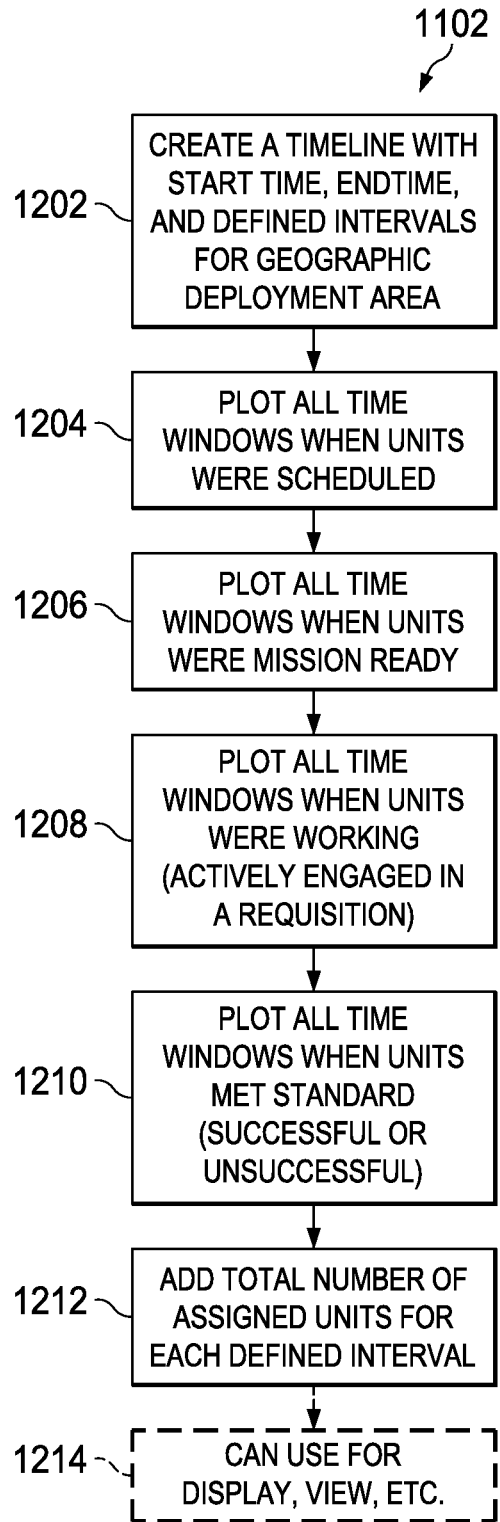 1102
1202
CREATE A TIMELINE WITH
START TIME, ENDTIME,
AND DEFINED INTERVALS
FOR GEOGRAPHIC
DEPLOYMENT AREA
1204
PLOT ALL TIME
WINDOWS WHEN UNITS
WERE SCHEDULED
1206
PLOT ALL TIME
WINDOWS WHEN UNITS
WERE MISSION READY
1208
PLOT ALL TIME
WINDOWS WHEN UNITS
WERE WORKING
(ACTIVELY ENGAGED IN
A REQUISITION)
1210
PLOT ALL TIME
WINDOWS WHEN UNITS
MET STANDARD
(SUCCESSFUL OR
UNSUCCESSFUL)
1212
ADD TOTAL NUMBER OF
ASSIGNED UNITS FOR
EACH DEFINED INTERVAL
1214
CAN USE FOR
DISPLAY, VIEW, ETC.